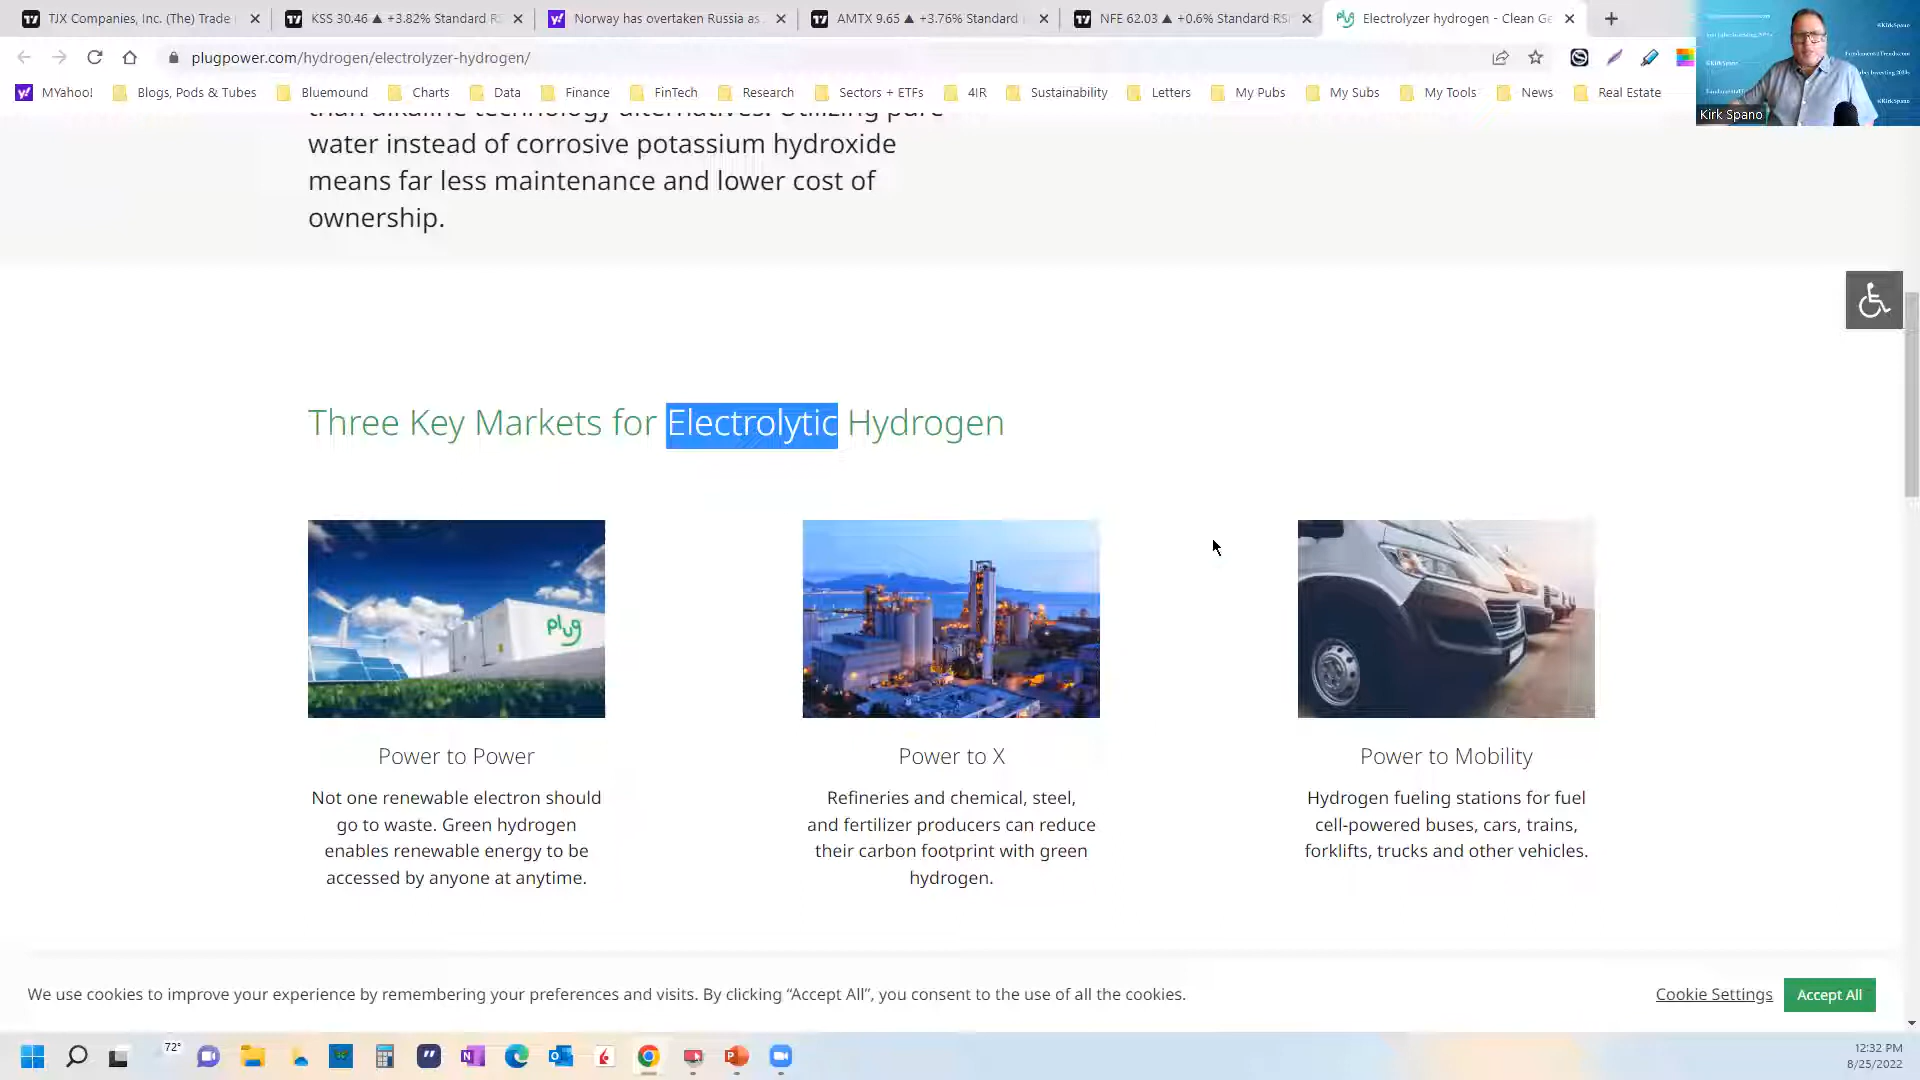 TJX Companies, Inc. (The) Trade
KSS 30.46 ▲ +3.82% Standard RS
Norway has overtaken Russia as
AMTX 9.65 ▲ +3.76% Standard
NFE 62.03 ▲ +0.6% Standard RS
Electrolyzer hydrogen - Clean Ge
plugpower.com/hydrogen/electrolyzer-hydrogen/
MYahoo!
Blogs, Pods & Tubes
Bluemound
Charts
Data
Finance
FinTech
Research
Sectors + ETFs
4IR
Sustainability
Letters
My Pubs
My Subs
My Tools
News
Real Estate
Kirk Spano
than alkaline technology alternatives. Utilizing pure
water instead of corrosive potassium hydroxide
means far less maintenance and lower cost of
ownership.
Three Key Markets for Electrolytic Hydrogen
plug
Power to Power
Not one renewable electron should
go to waste. Green hydrogen
enables renewable energy to be
accessed by anyone at anytime.
Power to X
Refineries and chemical, steel,
and fertilizer producers can reduce
their carbon footprint with green
hydrogen.
Power to Mobility
Hydrogen fueling stations for fuel
cell-powered buses, cars, trains,
forklifts, trucks and other vehicles.
We use cookies to improve your experience by remembering your preferences and visits. By clicking “Accept All”, you consent to the use of all the cookies.
Cookie Settings
Accept All
72°
12:32 PM
8/25/2022